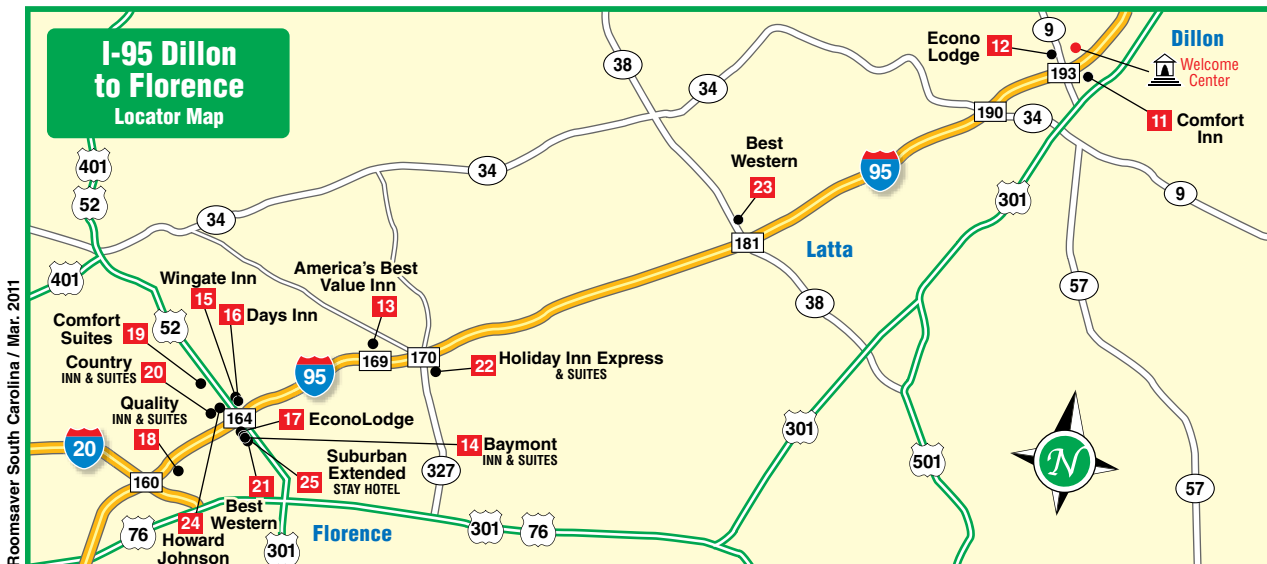 I-95 Dillon
to Florence
Locator Map
9
Dillon
Econo
Lodge
12
Welcome
Center
193
38
34
190
34
11
Comfort
Inn
401
Best
Western
23
95
34
52
301
9
34
181
Latta
401
Wingate Inn
15
America's Best
Value Inn
13
57
38
16
Days Inn
52
Comfort
Suites
19
169
170
22
Holiday Inn Express
& SUITES
Country
INN & SUITES
20
95
Quality
INN & SUITES
18
164
17
EconoLodge
301
20
14
Baymont
INN & SUITES
Suburban
Extended
STAY HOTEL
25
327
501
N
160
21
Best
Western
57
24
Howard
Johnson
76
301
76
Florence
301
Roomsaver South Carolina / Mar. 2011